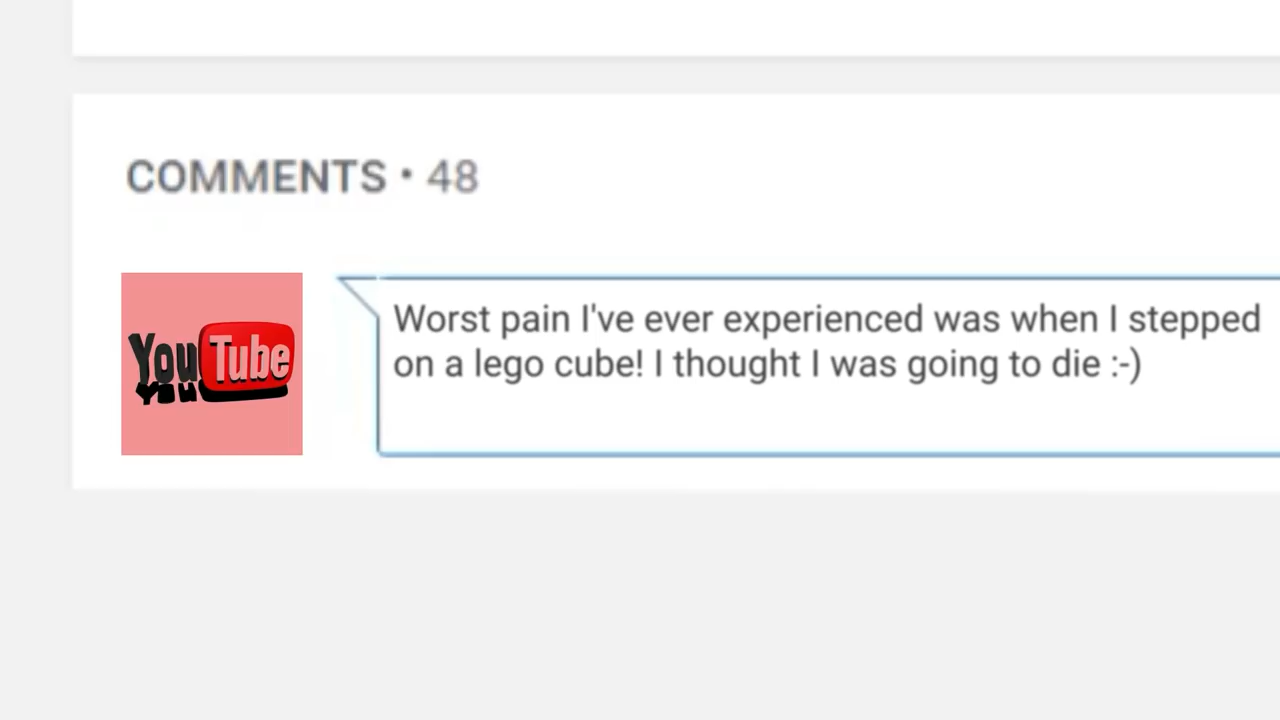 COMMENTS • 48
YouTube
You
Worst pain I've ever experienced was when I stepped
on a lego cube! I thought I was going to die :-)